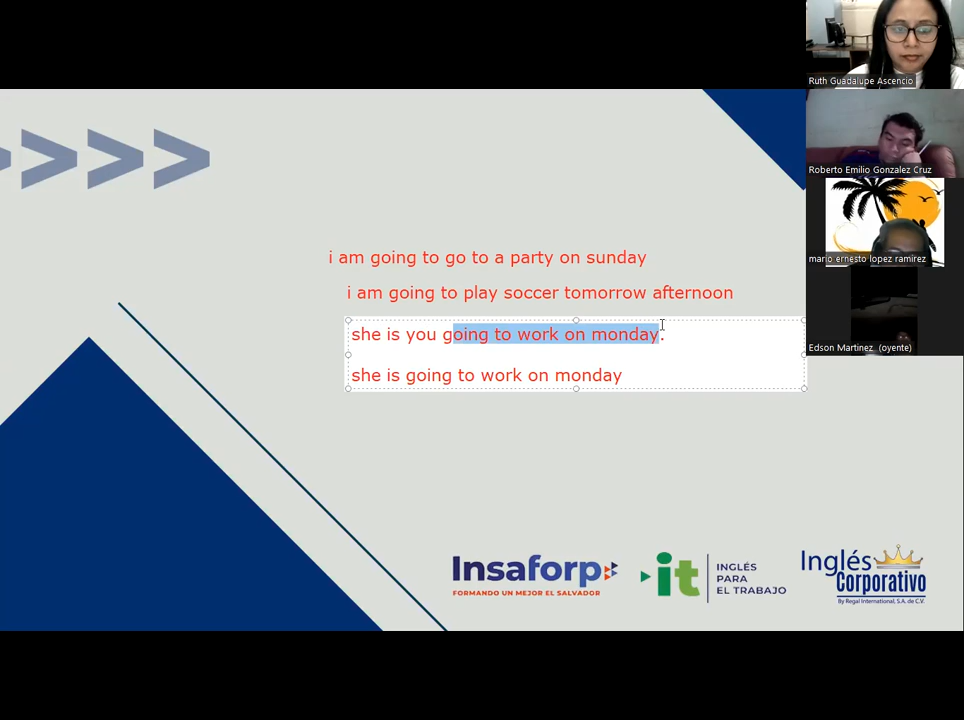 Ruth Guadalupe Ascencio
Roberto Emilio Gonzalez Cruz
mario ernesto lopez ramirez
Edson Martinez (oyente)
i am going to go to a party on sunday
i am going to play soccer tomorrow afternoon
she is you going to work on monday.
she is going to work on monday
Insaforp
FORMANDO UN MEJOR EL SALVADOR
it
INGLÉS
PARA
EL TRABAJO
Inglés
Corporativo
By Regal International, S.A. de C.V.